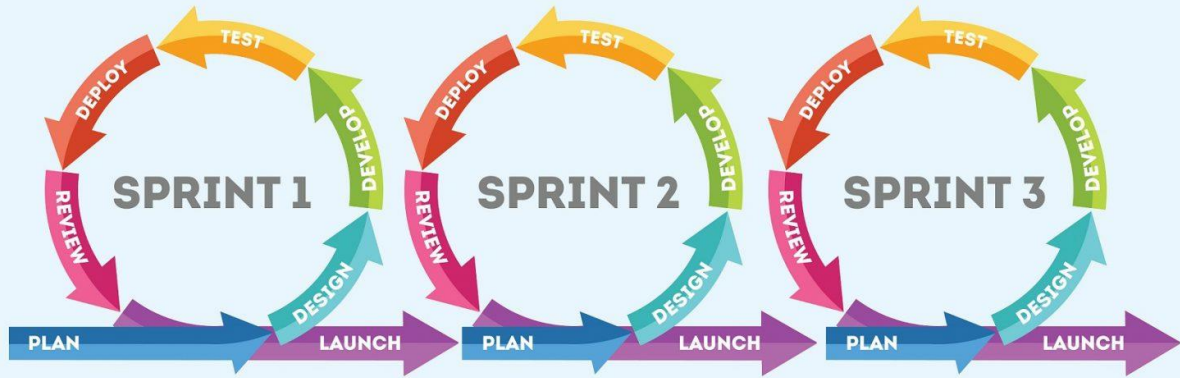 TEST
DEPLOY
DEVELOP
SPRINT 1
REVIEW
DESIGN
PLAN
LAUNCH
TEST
DEPLOY
DEVELOP
SPRINT 2
REVIEW
DESIGN
PLAN
LAUNCH
TEST
DEPLOY
DEVELOP
SPRINT 3
REVIEW
DESIGN
PLAN
LAUNCH